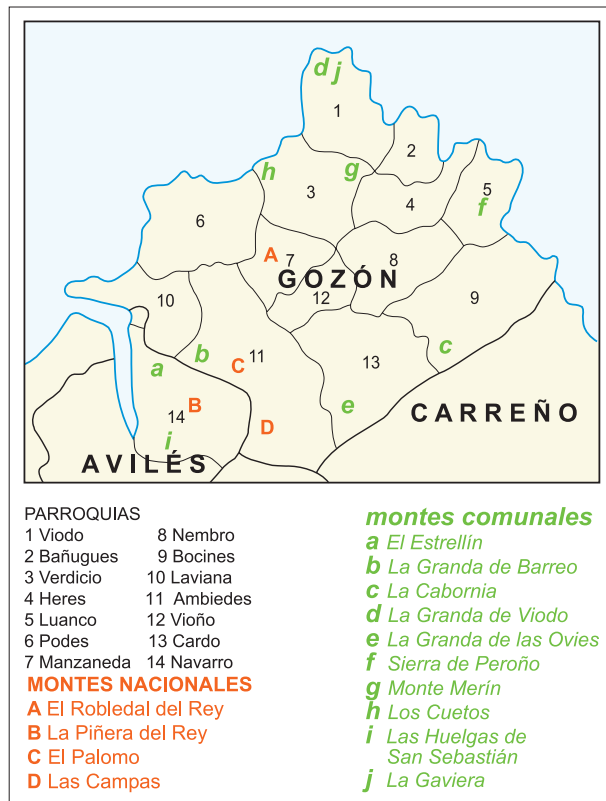 d j
1
2
h
g
3
4
5
f
6
A
7
8
GOZÓN
12
9
10
a
b
C
11
13
c
B
14
e
D
i
CARREÑO
AVILÉS
PARROQUIAS
1 Viodo
2 Bañugues
3 Verdicio
4 Heres
5 Luanco
6 Podes
7 Manzaneda
8 Nembro
9 Bocines
10 Laviana
11 Ambiedes
12 Vioño
13 Cardo
14 Navarro
MONTES NACIONALES
A El Robledal del Rey
B La Piñera del Rey
C El Palomo
D Las Campas
montes comunales
a El Estrellín
b La Granda de Barreo
c La Cabornia
d La Granda de Viodo
e La Granda de las Ovies
f Sierra de Peroño
g Monte Merín
h Los Cuetos
i Las Huelgas de
San Sebastián
j La Gaviera